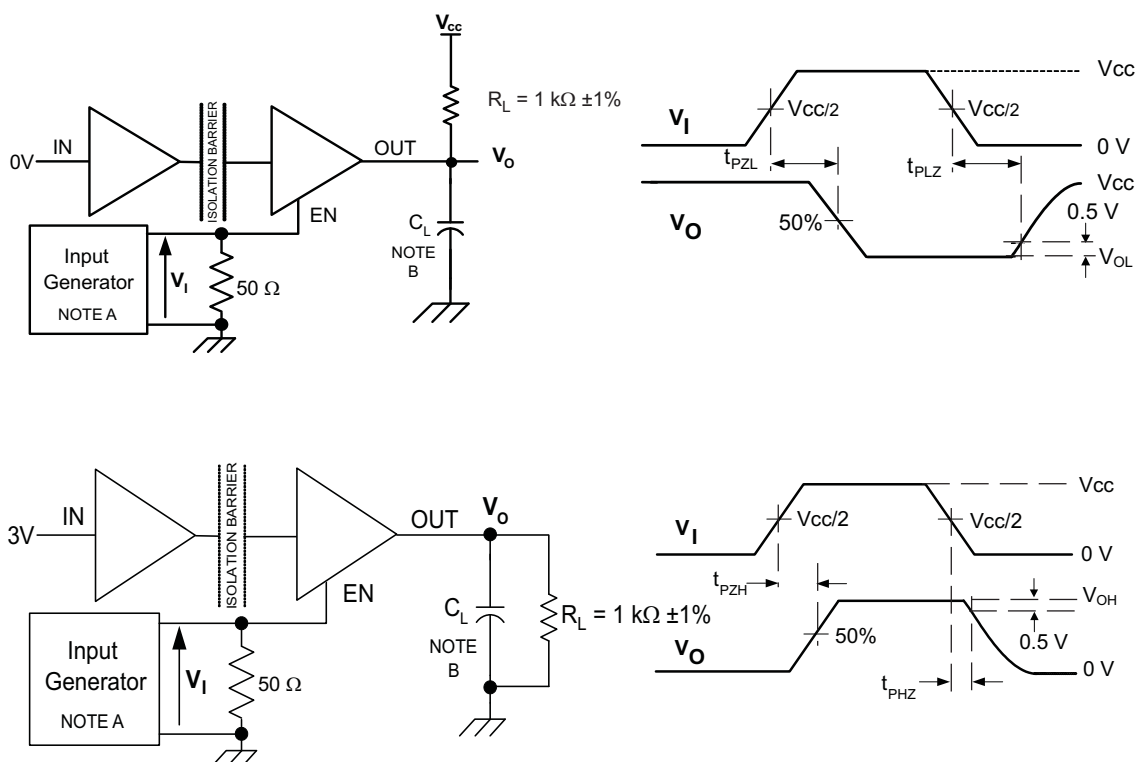 Vcc
RL = 1 kΩ ±1%
0V
IN
ISOLATION BARRIER
OUT
VO
EN
CL
NOTE
B
Input
Generator
NOTE A
VI
50 Ω
Vcc
VI
Vcc/2
Vcc/2
0 V
tPZL
tPLZ
Vcc
VO
50%
0.5 V
VOL
3V
IN
ISOLATION BARRIER
OUT
VO
EN
CL
NOTE
B
RL = 1 kΩ ±1%
Input
Generator
NOTE A
VI
50 Ω
Vcc
VI
Vcc/2
Vcc/2
0 V
tPZH
VOH
VO
50%
0.5 V
0 V
tPHZ